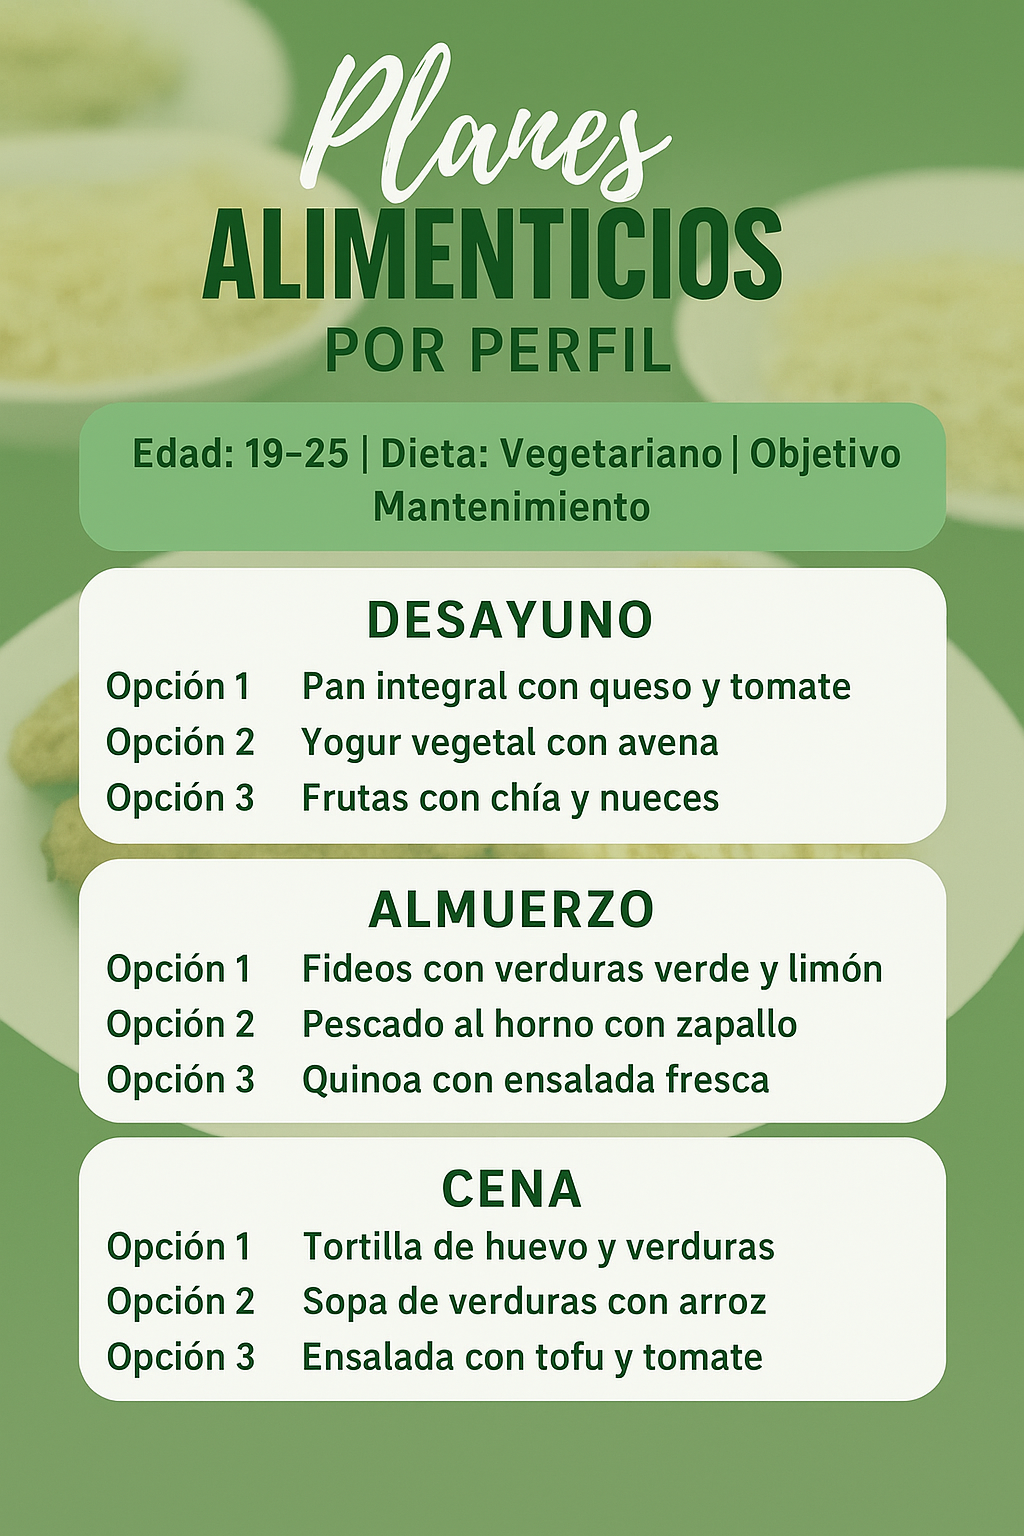 Planes
ALIMENTICIOS
POR PERFIL
Edad: 19–25 | Dieta: Vegetariano | Objetivo
Mantenimiento
DESAYUNO
Opción 1 Pan integral con queso y tomate
Opción 2 Yogur vegetal con avena
Opción 3 Frutas con chía y nueces
ALMUERZO
Opción 1 Fideos con verduras verde y limón
Opción 2 Pescado al horno con zapallo
Opción 3 Quinoa con ensalada fresca
CENA
Opción 1 Tortilla de huevo y verduras
Opción 2 Sopa de verduras con arroz
Opción 3 Ensalada con tofu y tomate